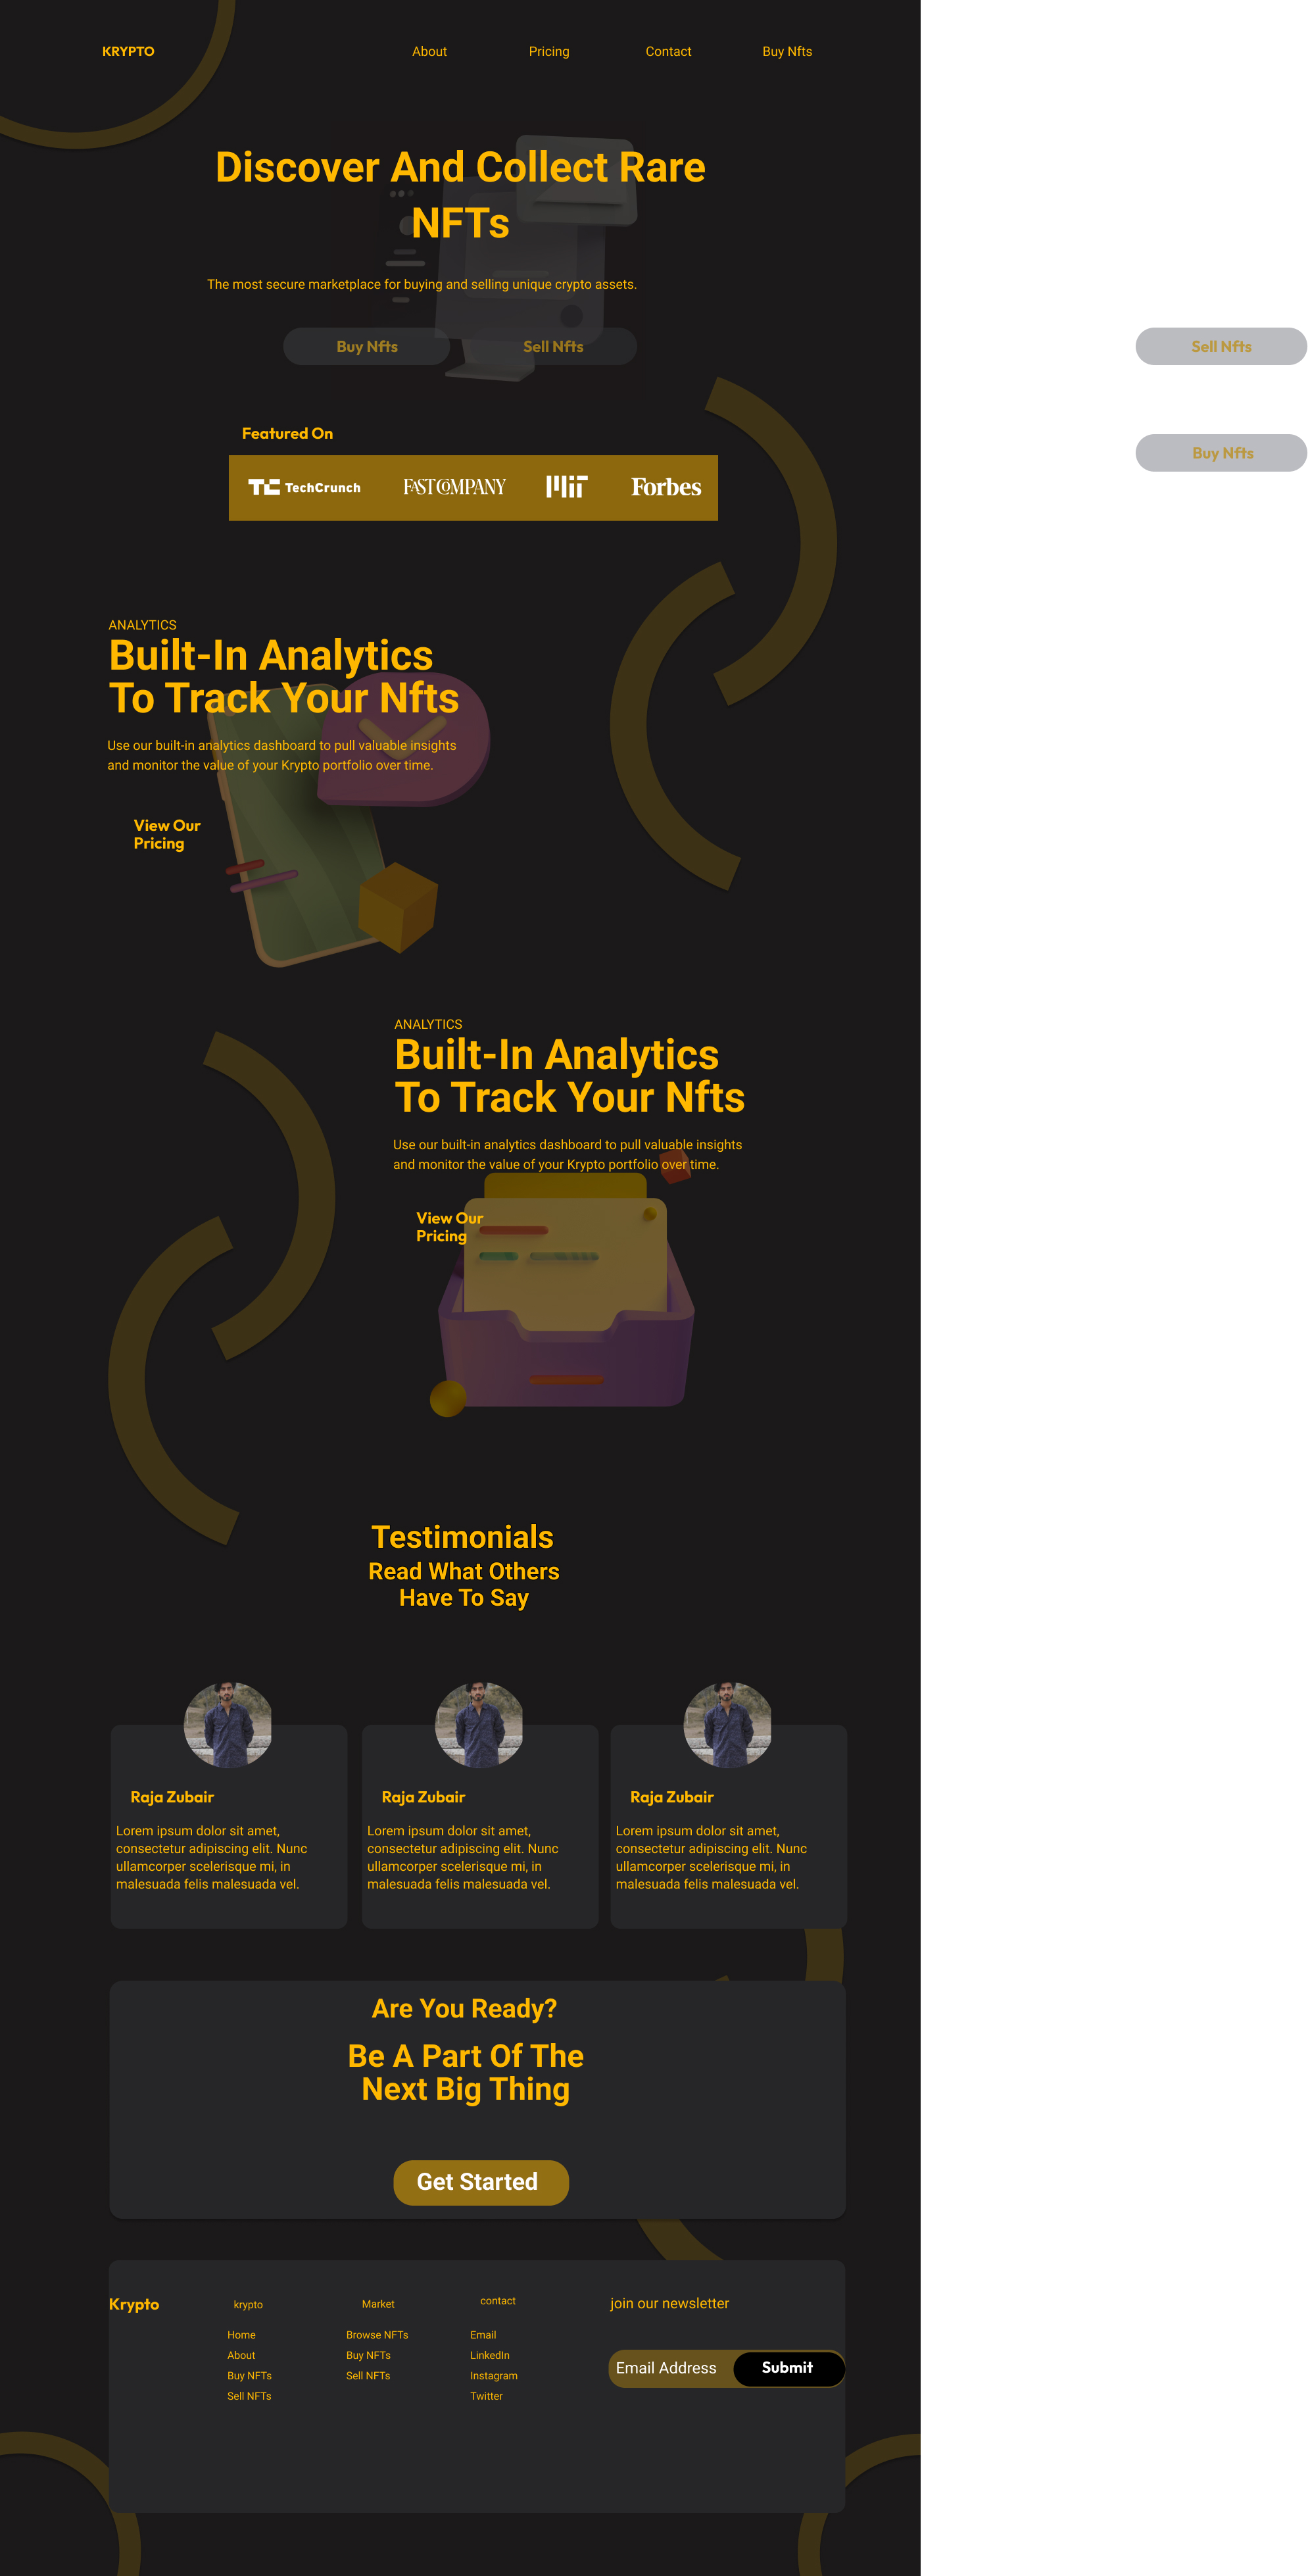 KRYPTO
About
Pricing
Contact
Buy Nfts
Discover And Collect Rare
NFTs
The most secure marketplace for buying and selling unique crypto assets.
Buy Nfts
Sell Nfts
Sell Nfts
Buy Nfts
Featured On
TC TechCrunch
FAST COMPANY
MIT
Forbes
ANALYTICS
Built-In Analytics
To Track Your Nfts
Use our built-in analytics dashboard to pull valuable insights
and monitor the value of your Krypto portfolio over time.
View Our
Pricing
ANALYTICS
Built-In Analytics
To Track Your Nfts
Use our built-in analytics dashboard to pull valuable insights
and monitor the value of your Krypto portfolio over time.
View Our
Pricing
Testimonials
Read What Others
Have To Say
Raja Zubair
Lorem ipsum dolor sit amet,
consectetur adipiscing elit. Nunc
ullamcorper scelerisque mi, in
malesuada felis malesuada vel.
Raja Zubair
Lorem ipsum dolor sit amet,
consectetur adipiscing elit. Nunc
ullamcorper scelerisque mi, in
malesuada felis malesuada vel.
Raja Zubair
Lorem ipsum dolor sit amet,
consectetur adipiscing elit. Nunc
ullamcorper scelerisque mi, in
malesuada felis malesuada vel.
Are You Ready?
Be A Part Of The
Next Big Thing
Get Started
Krypto
krypto
Home
About
Buy NFTs
Sell NFTs
Market
Browse NFTs
Buy NFTs
Sell NFTs
contact
Email
LinkedIn
Instagram
Twitter
join our newsletter
Email Address
Submit